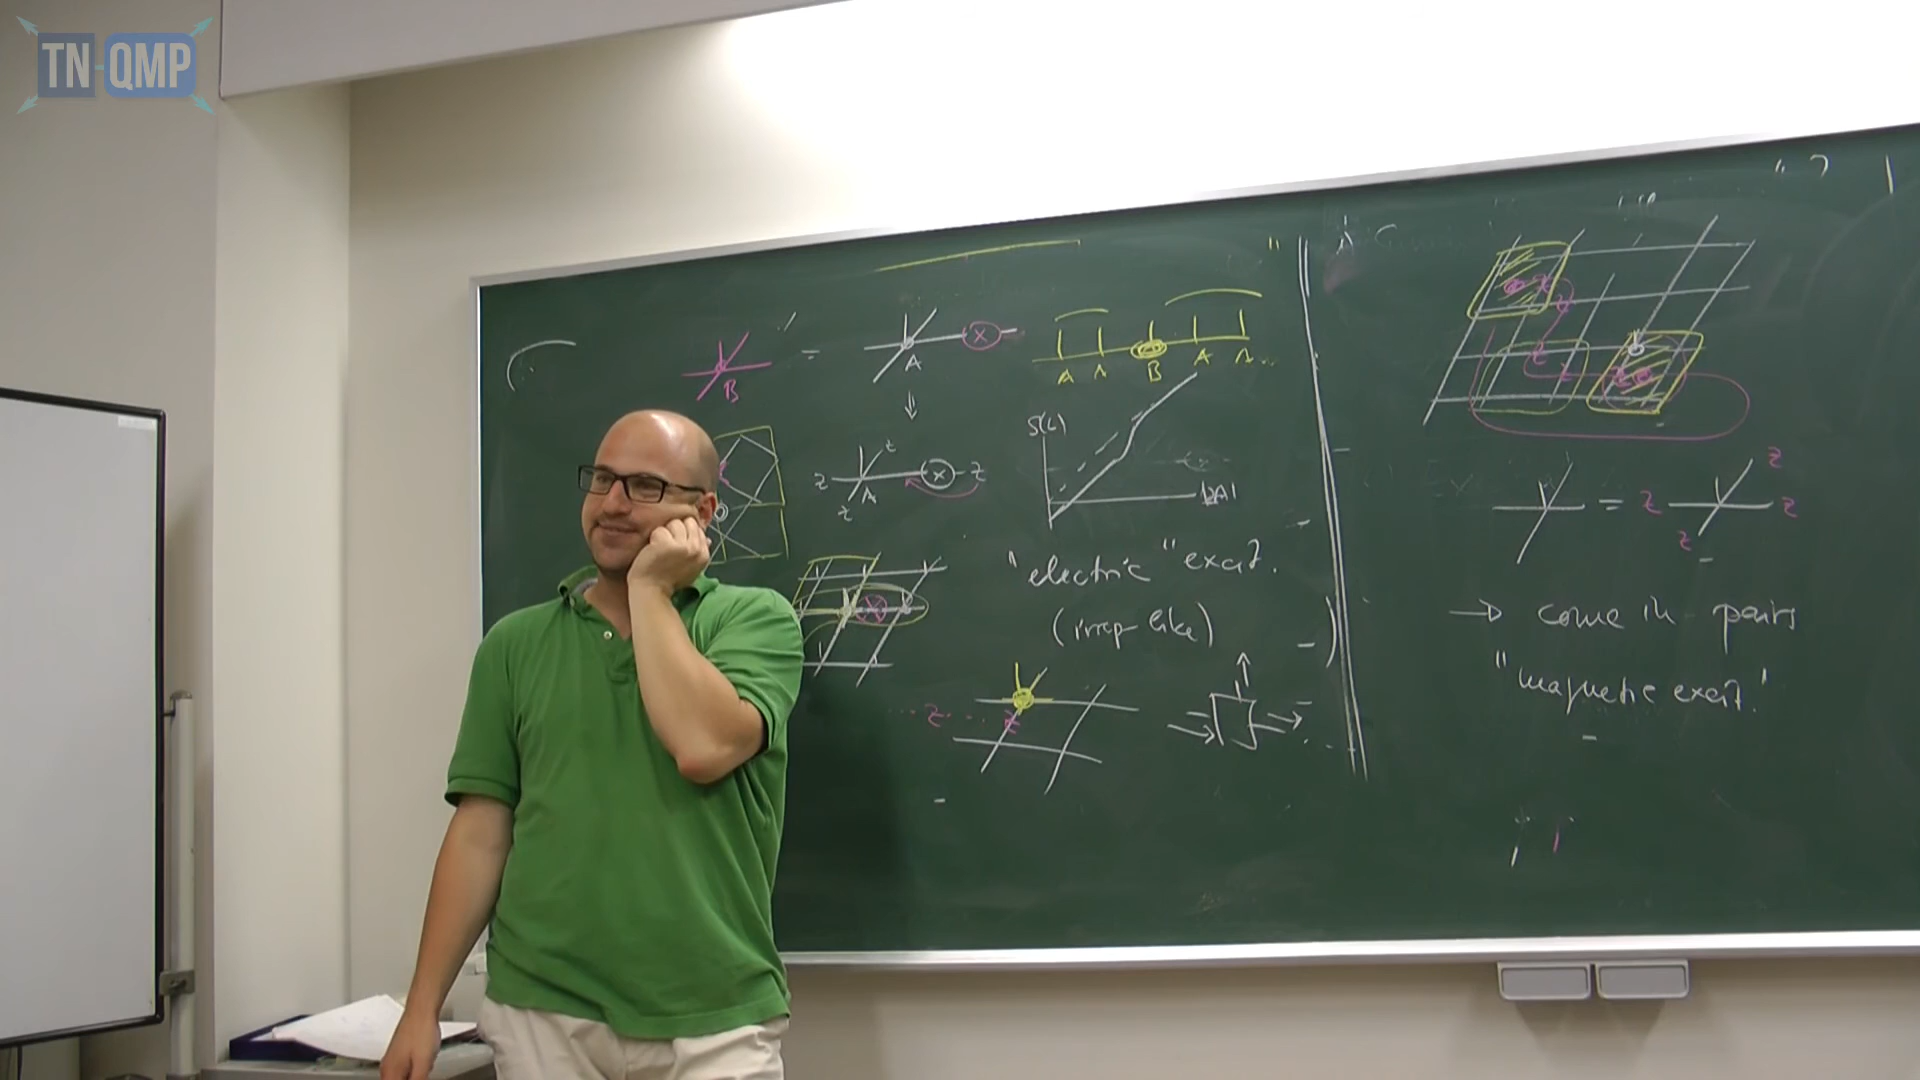 TN-QMP
B = A X
A A B A A...
Z A X Z
z
z
S(L)
|∂A|
"electric" excit.
(irrep like)
... Z ... Z
= Z Z
Z
Z
→ come in pairs
"magnetic excit."